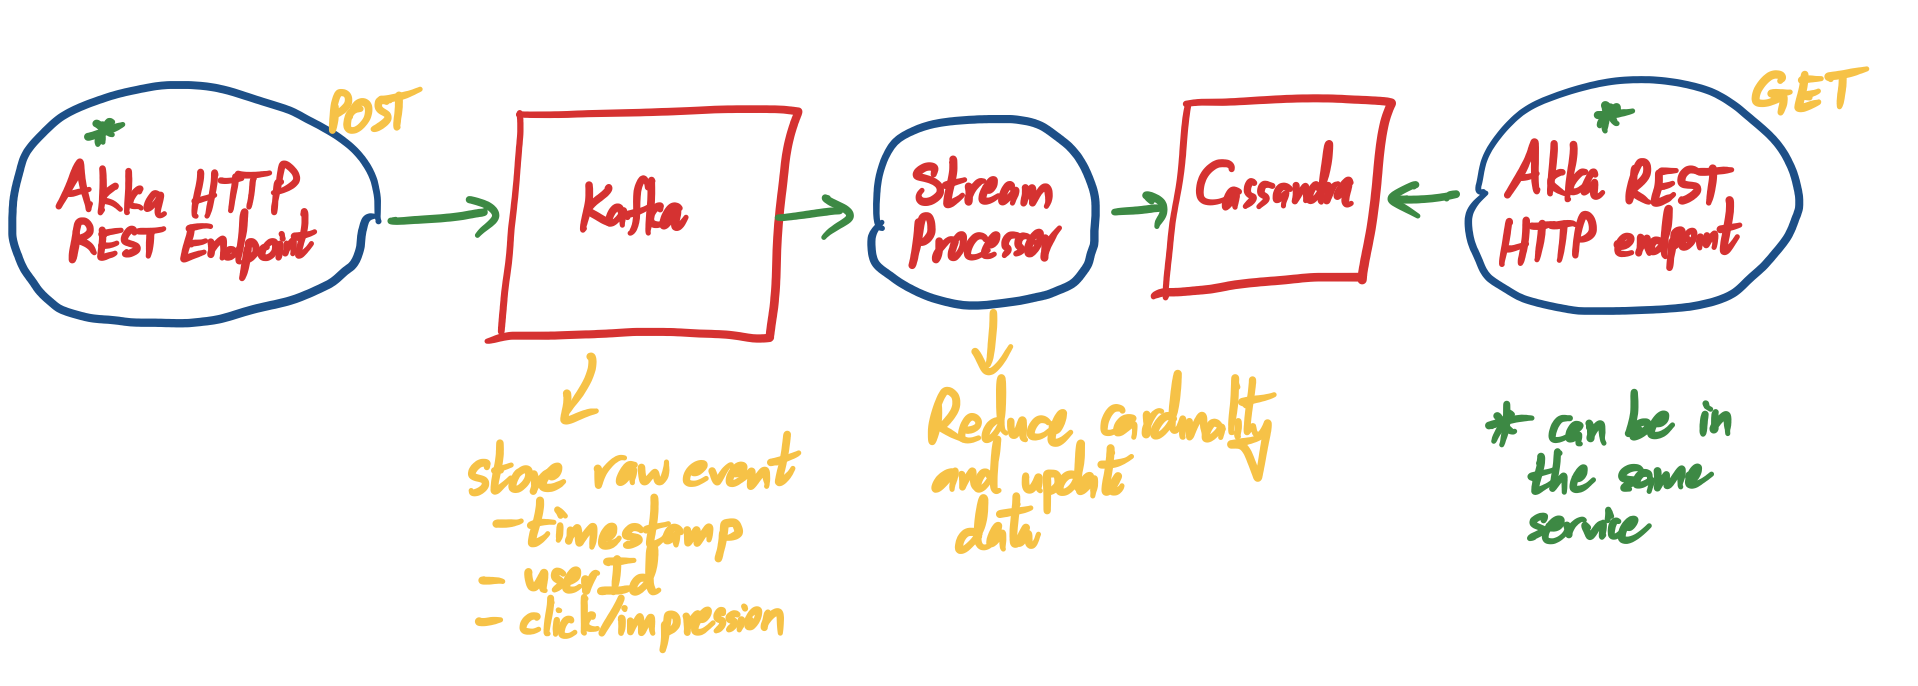 POST
*
Akka HTTP
REST Endpoint
Kafka
Stream
Processor
Cassandra
GET
*
Akka REST
HTTP endpoint
store raw event
- timestamp
- userId
- click/impression
Reduce cardinality
and update
data
* can be in
the same
service